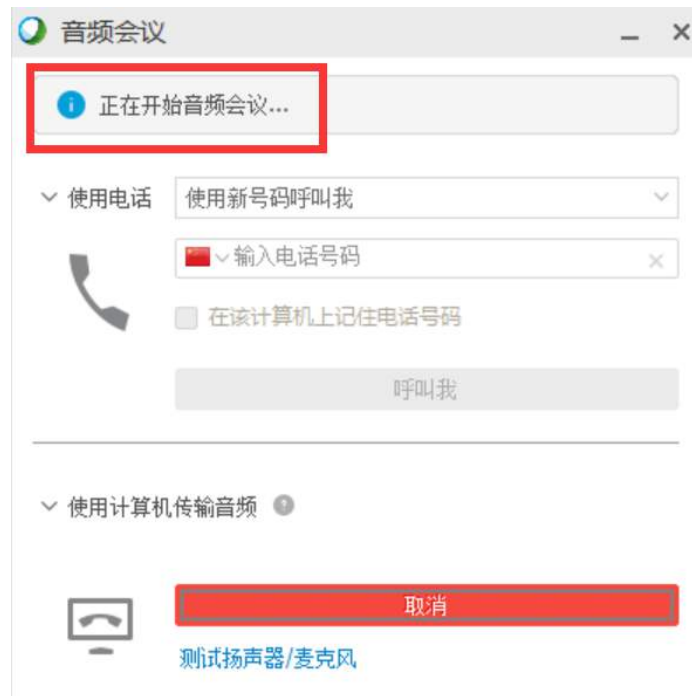 音频会议
正在开始音频会议...
使用电话
使用新号码呼叫我
输入电话号码
在该计算机上记住电话号码
呼叫我
使用计算机传输音频
取消
测试扬声器/麦克风